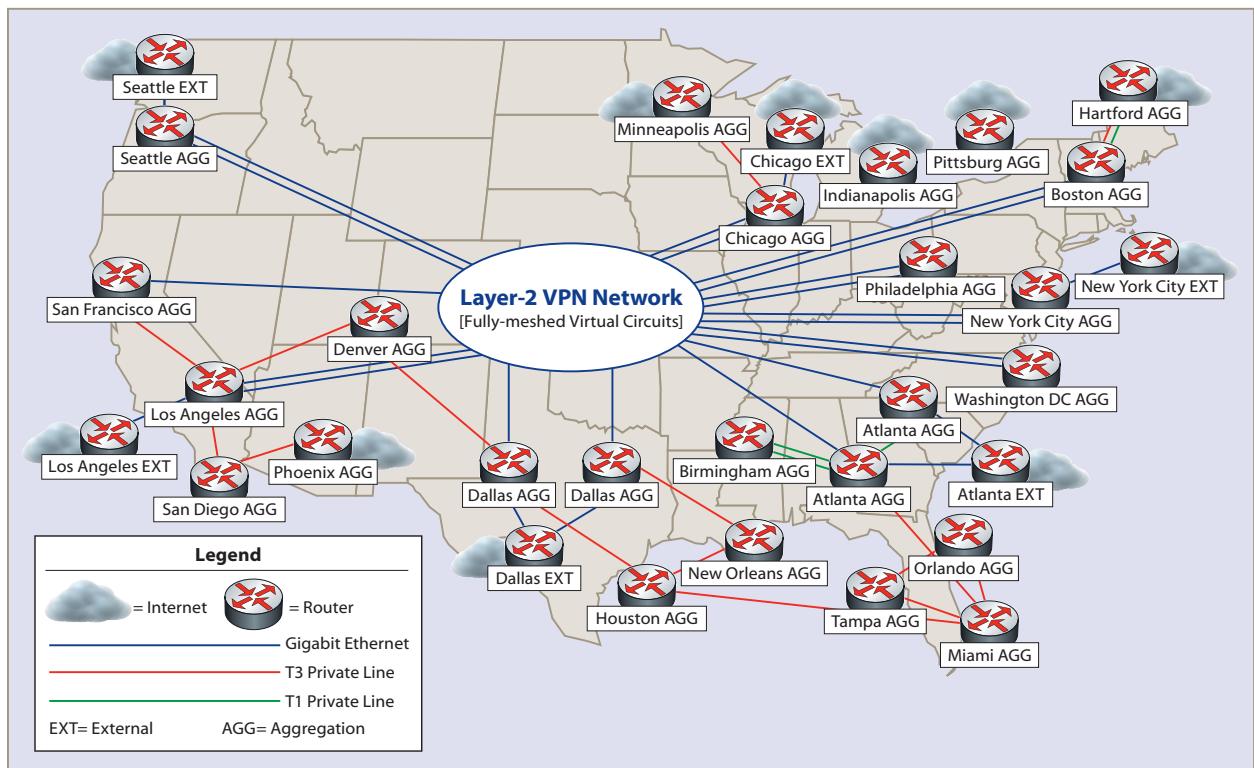 Seattle EXT
Seattle AGG
Minneapolis AGG
Chicago EXT
Chicago AGG
Indianapolis AGG
Pittsburg AGG
Hartford AGG
Boston AGG
Layer-2 VPN Network
[Fully-meshed Virtual Circuits]
Philadelphia AGG
New York City EXT
New York City AGG
San Francisco AGG
Denver AGG
Los Angeles AGG
Washington DC AGG
Atlanta AGG
Los Angeles EXT
Phoenix AGG
San Diego AGG
Dallas AGG
Dallas AGG
Birmingham AGG
Atlanta AGG
Atlanta EXT
Dallas EXT
New Orleans AGG
Orlando AGG
Houston AGG
Tampa AGG
Miami AGG
Legend
= Internet
= Router
Gigabit Ethernet
T3 Private Line
T1 Private Line
EXT= External
AGG= Aggregation